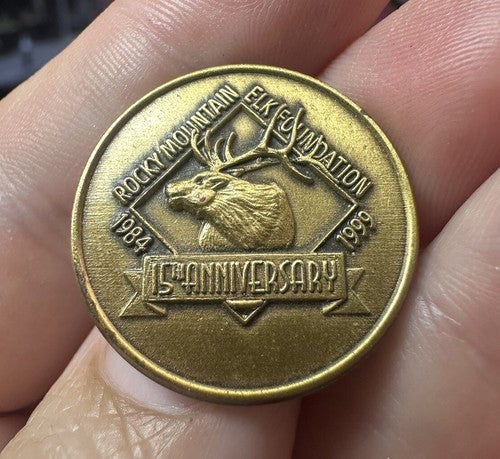 ROCKY MOUNTAIN
ELK FOUNDATION
1984
1999
15TH ANNIVERSARY